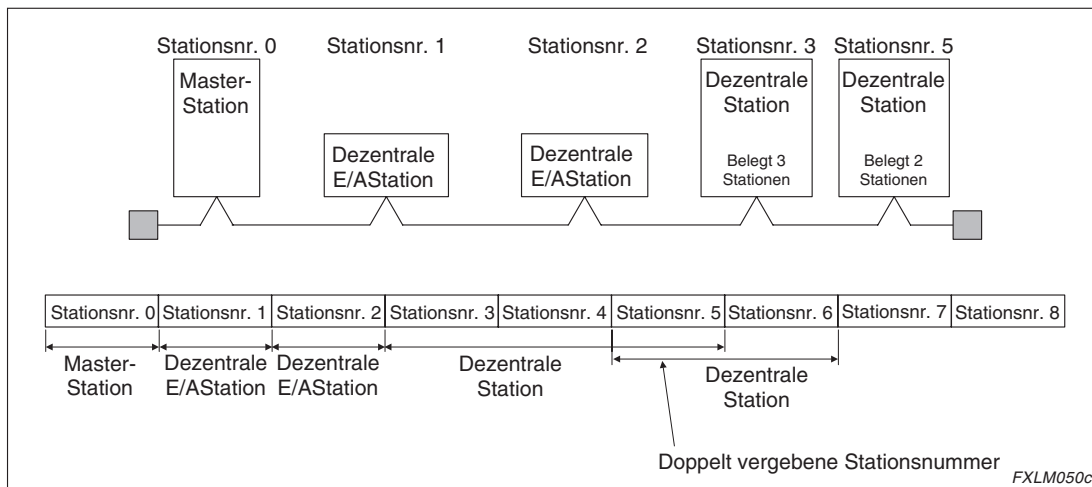 Stationsnr. 0 Stationsnr. 1 Stationsnr. 2 Stationsnr. 3 Stationsnr. 5
Master-
Station
Dezentrale
E/AStation
Dezentrale
E/AStation
Dezentrale
Station
Belegt 3
Stationen
Dezentrale
Station
Belegt 2
Stationen
Stationsnr. 0 Stationsnr. 1 Stationsnr. 2 Stationsnr. 3 Stationsnr. 4 Stationsnr. 5 Stationsnr. 6 Stationsnr. 7 Stationsnr. 8
Master-
Station
Dezentrale
E/AStation
Dezentrale
E/AStation
Dezentrale
Station
Dezentrale
Station
Doppelt vergebene Stationsnummer
FXLM050c